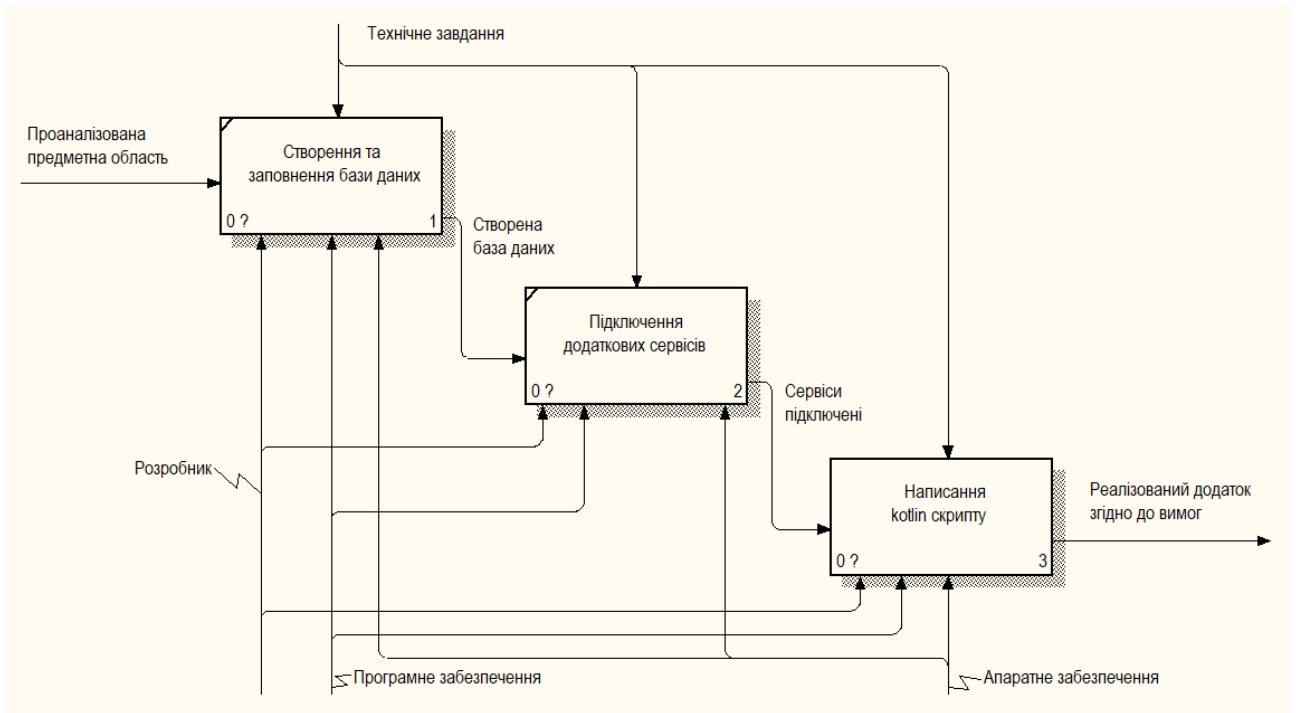 Технічне завдання
Проаналізована
предметна область
Створення та
заповнення бази даних
0 ?
1
Створена
база даних
Підключення
додаткових сервісів
0 ?
2
Сервіси
підключені
Розробник
Написання
kotlin скрипту
0 ?
3
Реалізований додаток
згідно до вимог
Програмне забезпечення
Апаратне забезпечення